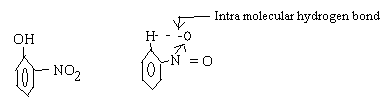 Intra molecular hydrogen bond
OH
H- - -O
NO2
N = O